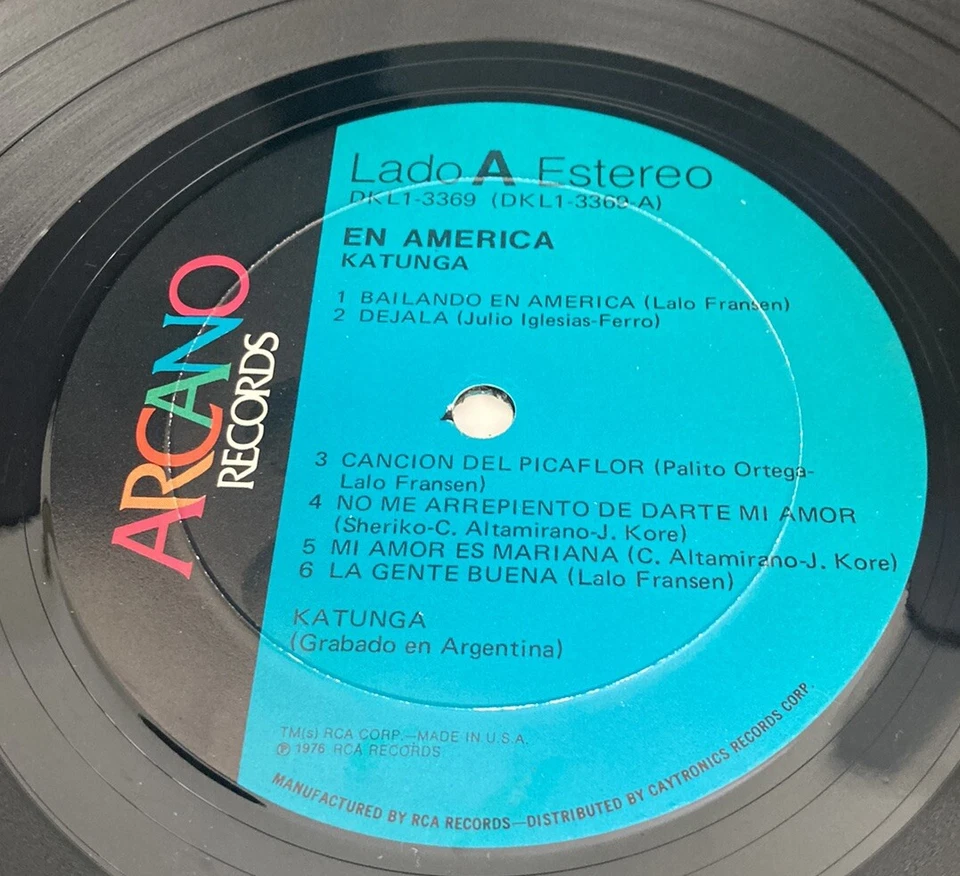 Lado A Estereo
DKL1-3369 (DKL1-3369-A)
EN AMERICA
KATUNGA
1 BAILANDO EN AMERICA (Lalo Fransen)
2 DEJALA (Julio Iglesias-Ferro)
ARCANO
RECORDS
3 CANCION DEL PICAFLOR (Palito Ortega-
Lalo Fransen)
4 NO ME ARREPIENTO DE DARTE MI AMOR
(Sheriko-C. Altamirano-J. Kore)
5 MI AMOR ES MARIANA (C. Altamirano-J. Kore)
6 LA GENTE BUENA (Lalo Fransen)
KATUNGA
(Grabado en Argentina)
TM(s) RCA CORP.—MADE IN U.S.A.
℗ 1976 RCA RECORDS
MANUFACTURED BY RCA RECORDS—DISTRIBUTED BY CAYTRONICS RECORDS CORP.